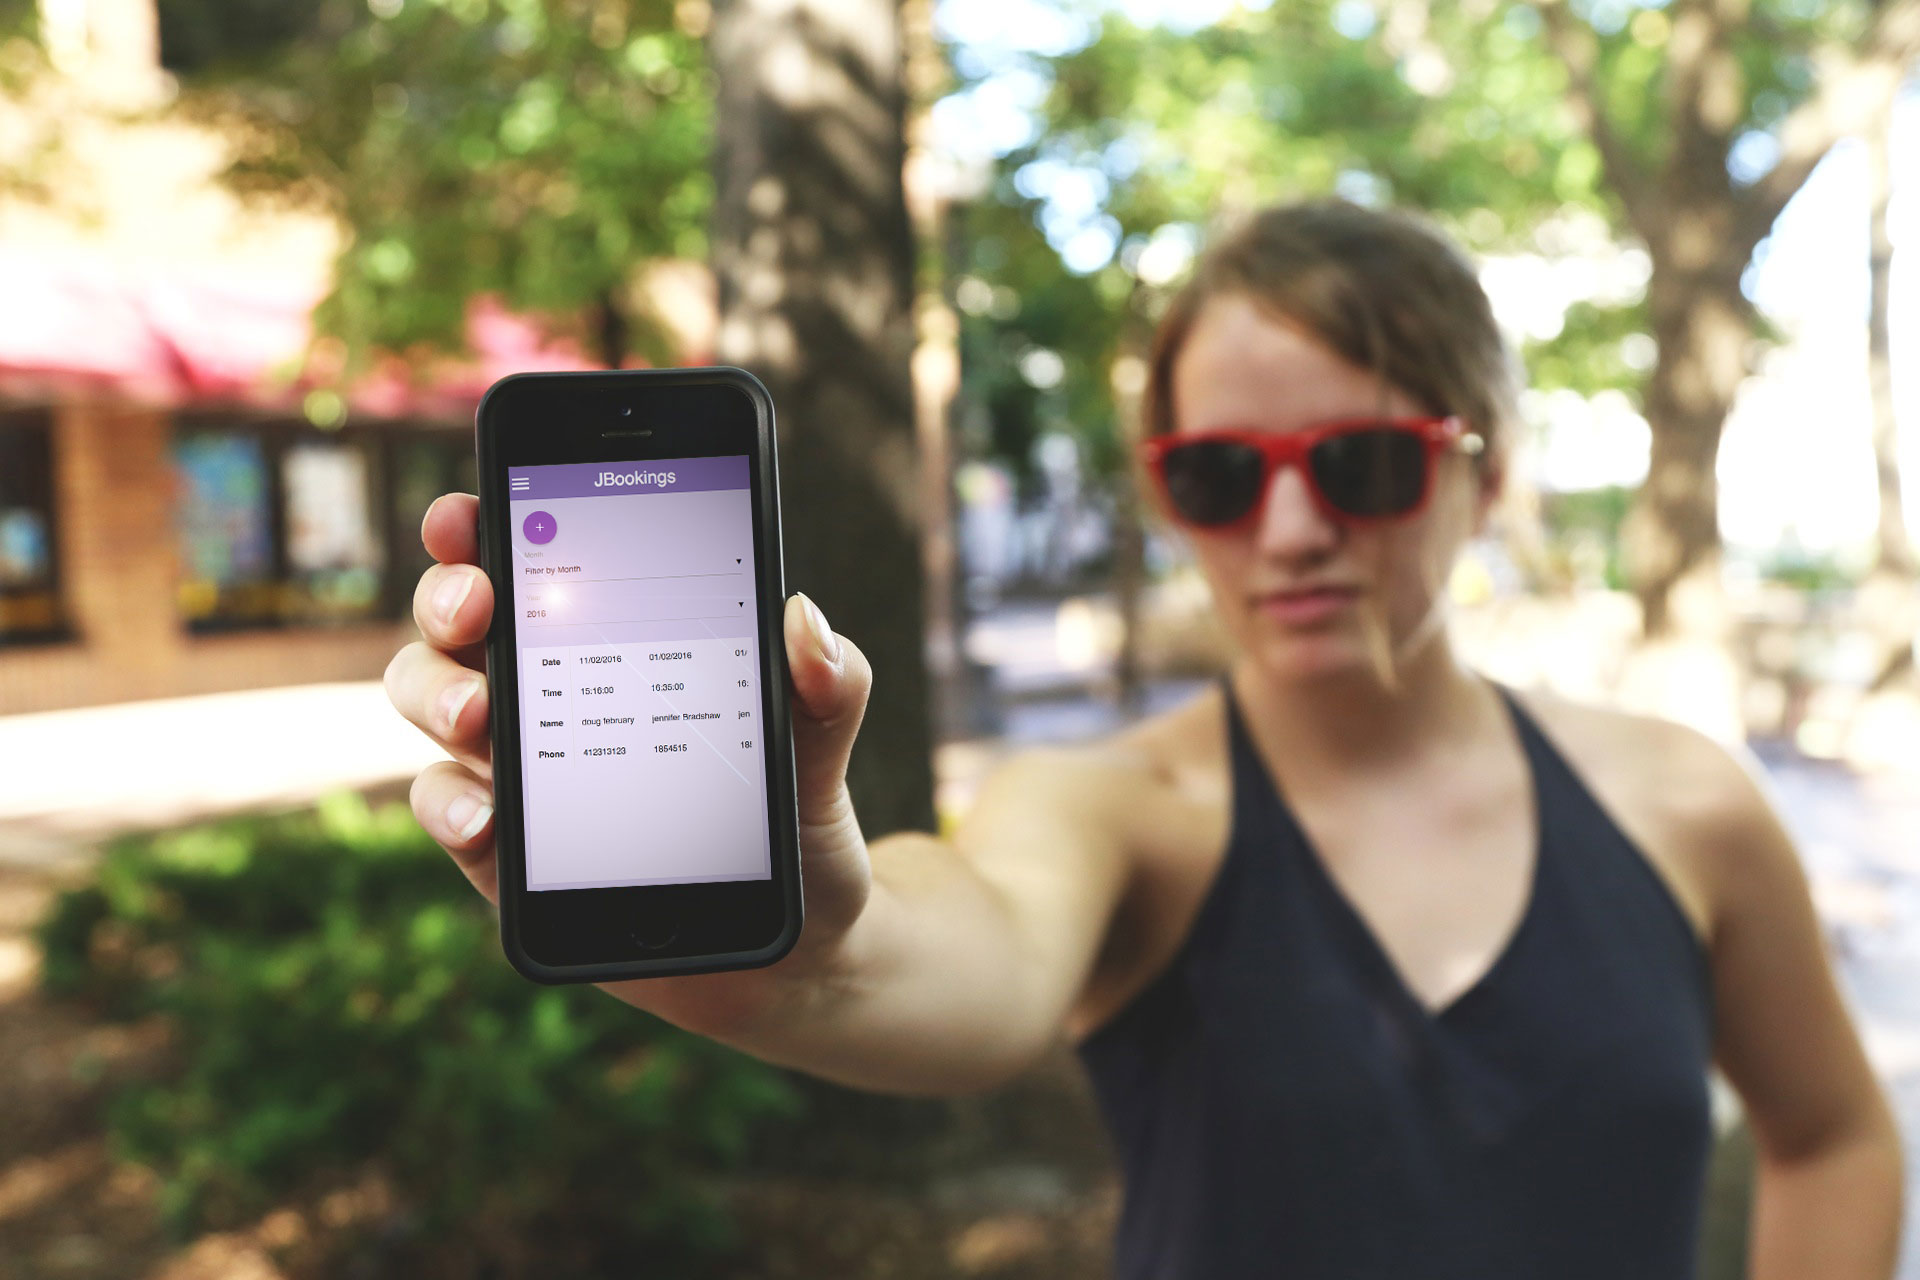 JBookings
+
Month
Filter by Month
Year
2016
Date 11/02/2016 01/02/2016 01/
Time 15:16:00 16:35:00 16:
Name doug february jennifer Bradshaw jen
Phone 412313123 1854515 18